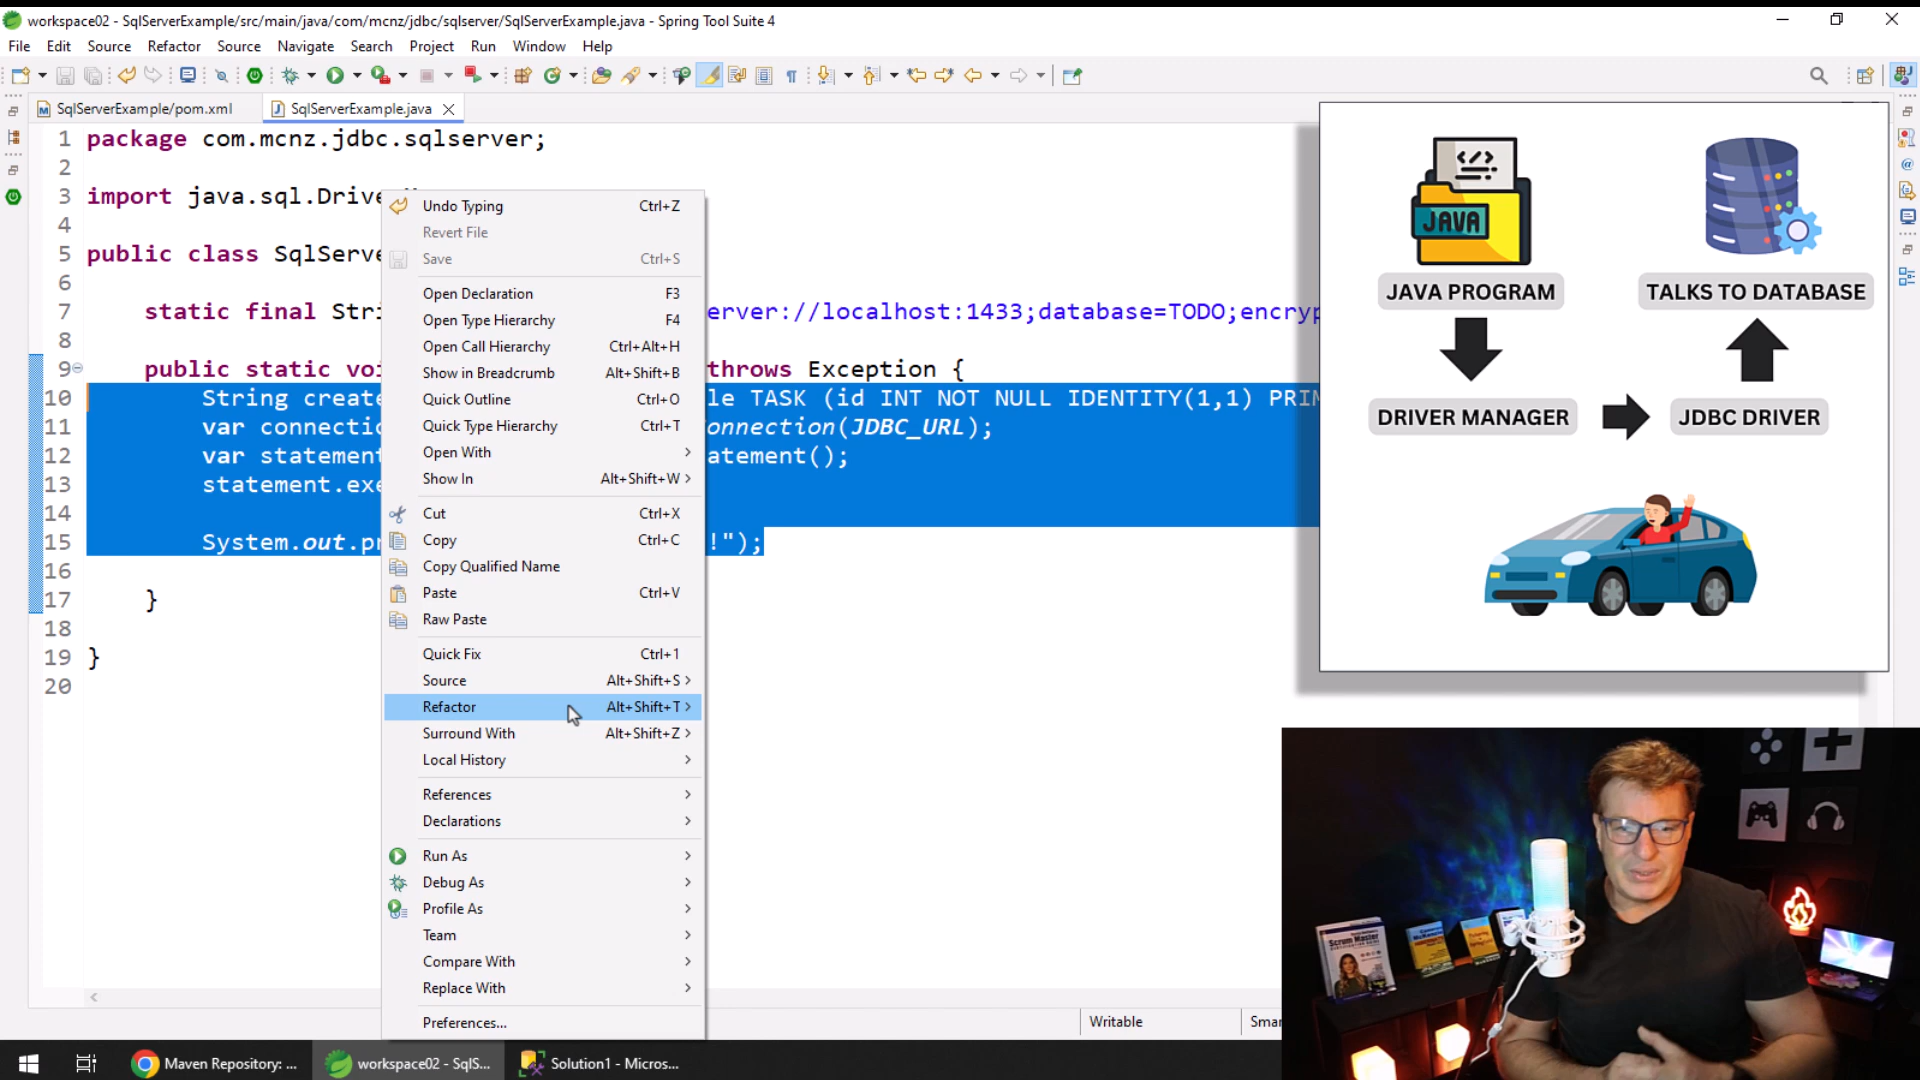 workspace02 - SqlServerExample/src/main/java/com/mcnz/jdbc/sqlserver/SqlServerExample.java - Spring Tool Suite 4
File Edit Source Refactor Source Navigate Search Project Run Window Help
SqlServerExample/pom.xml
SqlServerExample.java
1 package com.mcnz.jdbc.sqlserver;
2
3 import java.sql.Drive
4
5 public class SqlServe
6
7 static final Stri erver://localhost:1433;database=TODO;encryp
8
9 public static voi throws Exception {
10 String create le TASK (id INT NOT NULL IDENTITY(1,1) PRIM
11 var connectio onnection(JDBC_URL);
12 var statement atement();
13 statement.exe
14
15 System.out.pr !");
16
17 }
18
19 }
20
Undo Typing Ctrl+Z
Revert File
Save Ctrl+S
Open Declaration F3
Open Type Hierarchy F4
Open Call Hierarchy Ctrl+Alt+H
Show in Breadcrumb Alt+Shift+B
Quick Outline Ctrl+O
Quick Type Hierarchy Ctrl+T
Open With >
Show In Alt+Shift+W >
Cut Ctrl+X
Copy Ctrl+C
Copy Qualified Name
Paste Ctrl+V
Raw Paste
Quick Fix Ctrl+1
Source Alt+Shift+S >
Refactor Alt+Shift+T >
Surround With Alt+Shift+Z >
Local History >
References >
Declarations >
Run As >
Debug As >
Profile As >
Team >
Compare With >
Replace With >
Preferences...
</>
JAVA
JAVA PROGRAM
TALKS TO DATABASE
DRIVER MANAGER
JDBC DRIVER
Scrum Master
Writable
Smar
Maven Repository: ...
workspace02 - SqlS...
Solution1 - Micros...